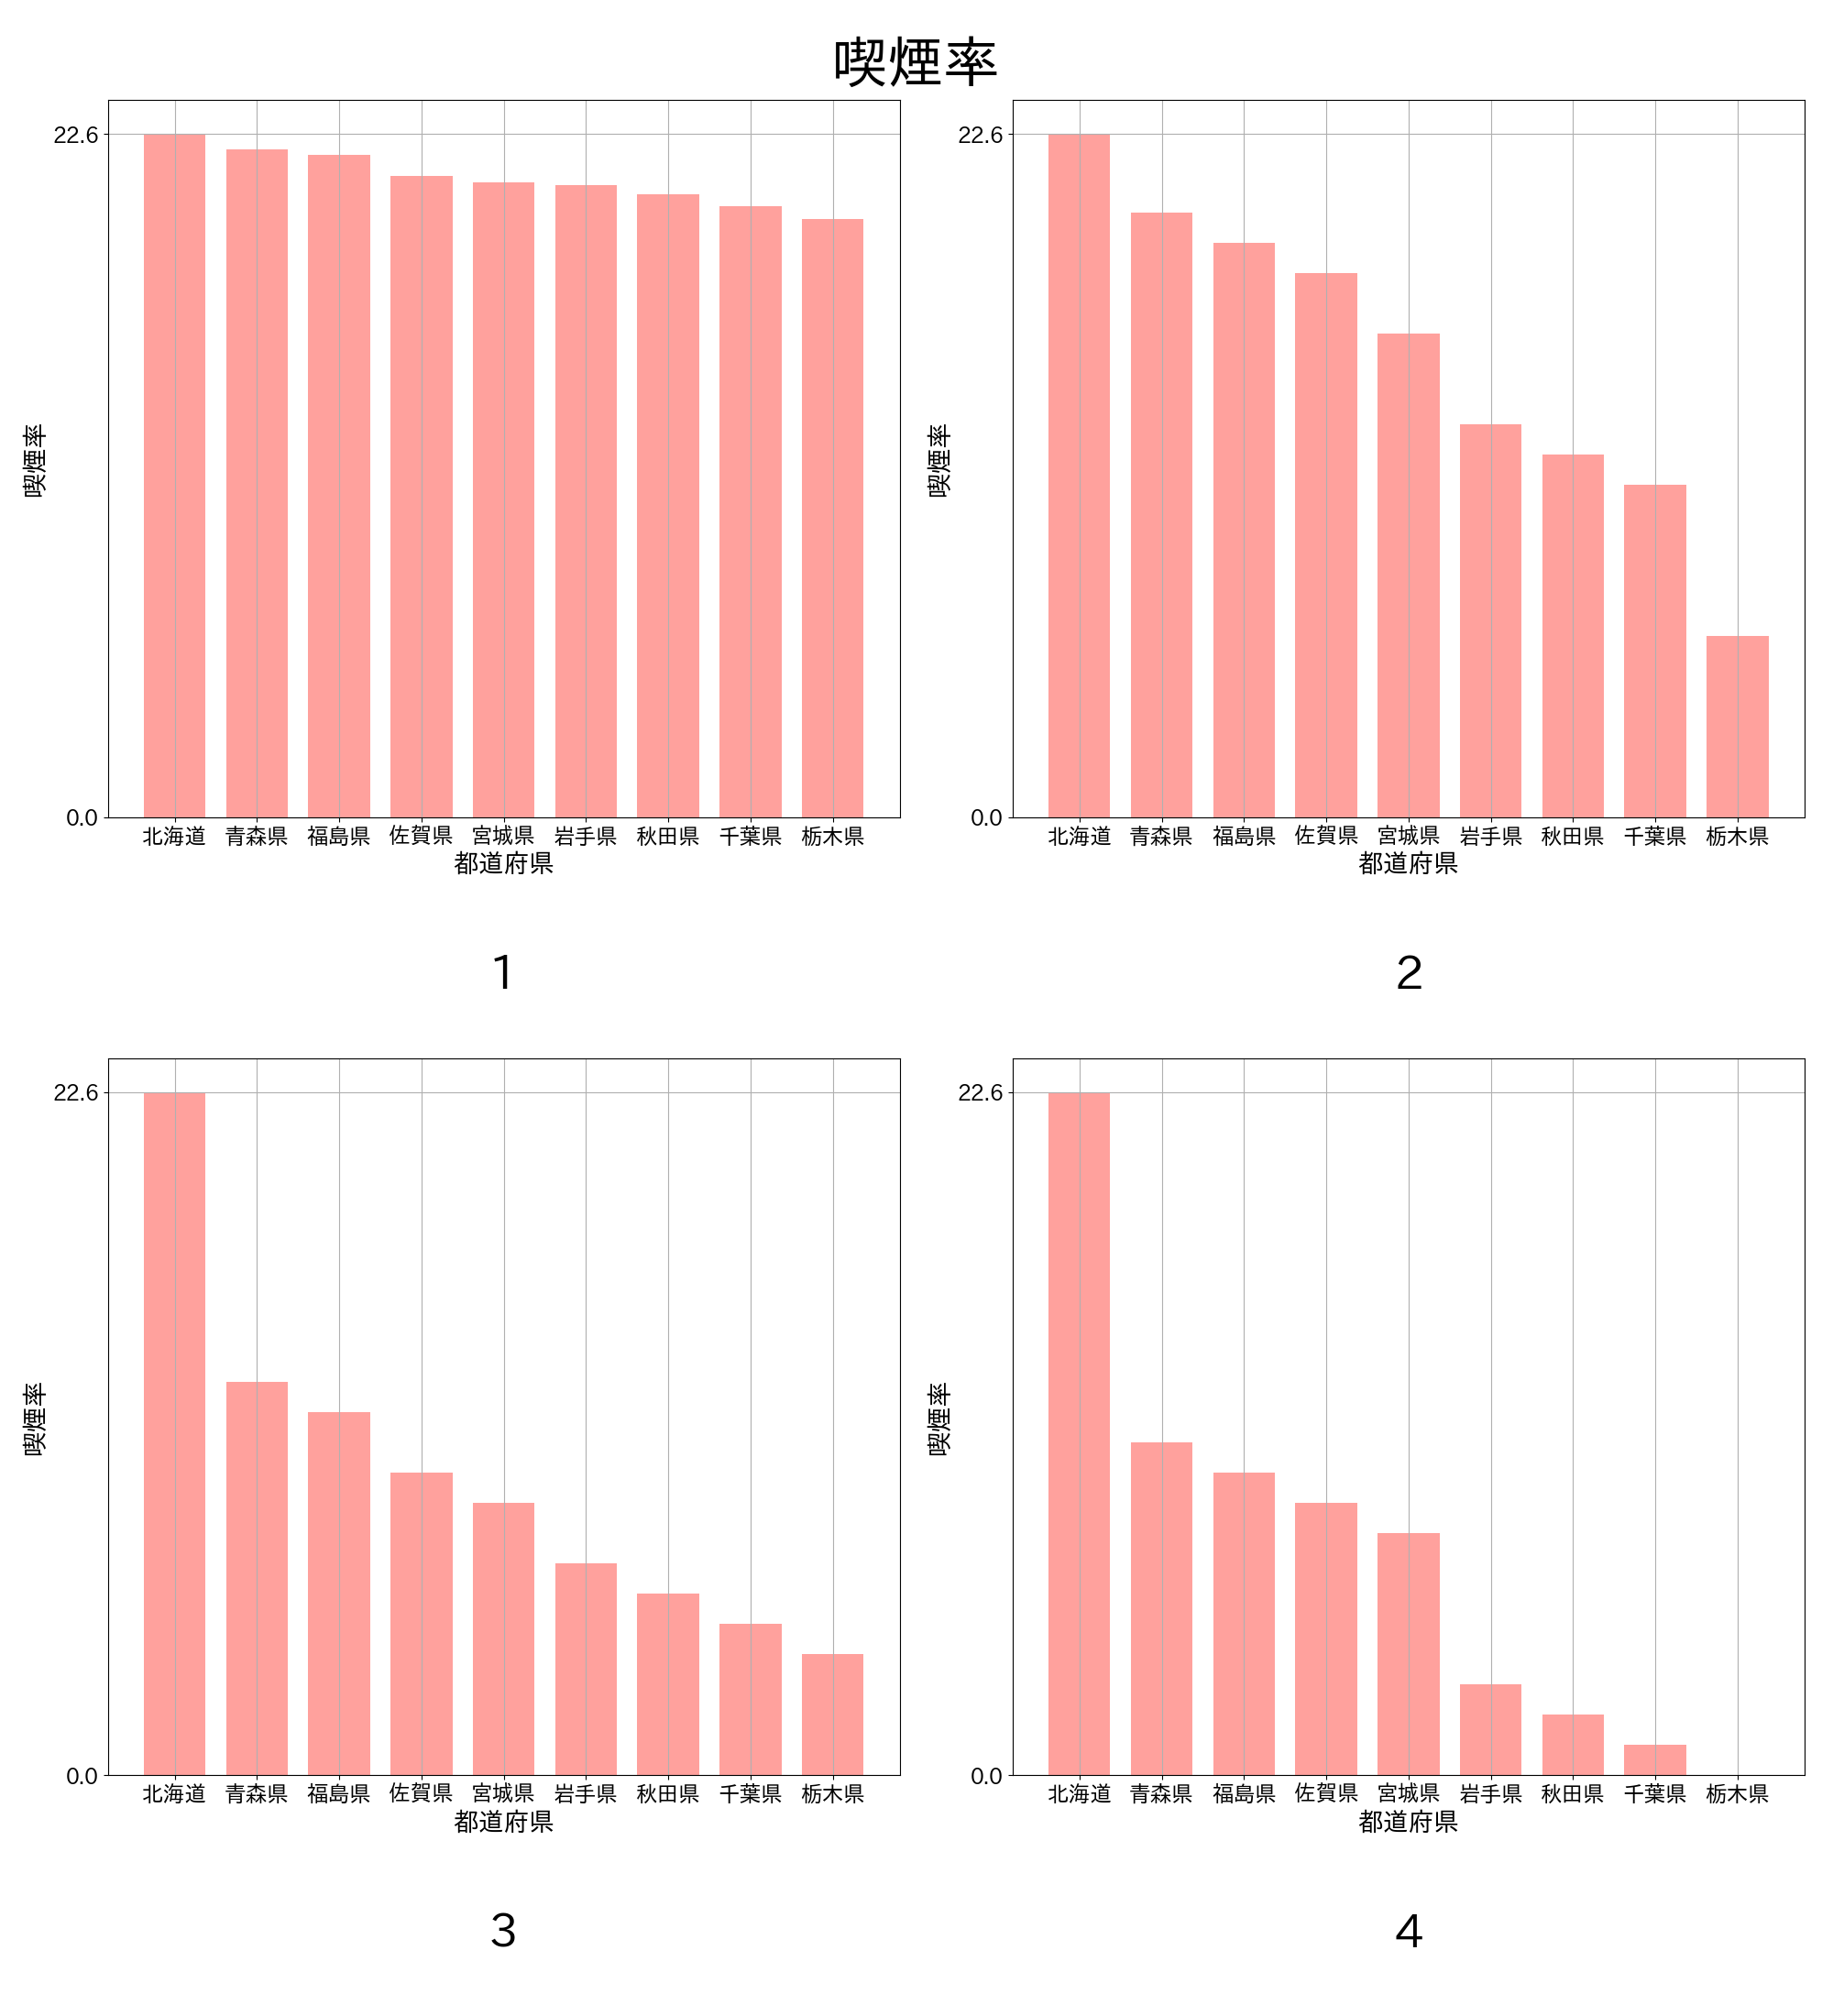 喫煙率
22.6
喫煙率
0.0
北海道 青森県 福島県 佐賀県 宮城県 岩手県 秋田県 千葉県 栃木県
都道府県
1
22.6
喫煙率
0.0
北海道 青森県 福島県 佐賀県 宮城県 岩手県 秋田県 千葉県 栃木県
都道府県
2
22.6
喫煙率
0.0
北海道 青森県 福島県 佐賀県 宮城県 岩手県 秋田県 千葉県 栃木県
都道府県
3
22.6
喫煙率
0.0
北海道 青森県 福島県 佐賀県 宮城県 岩手県 秋田県 千葉県 栃木県
都道府県
4